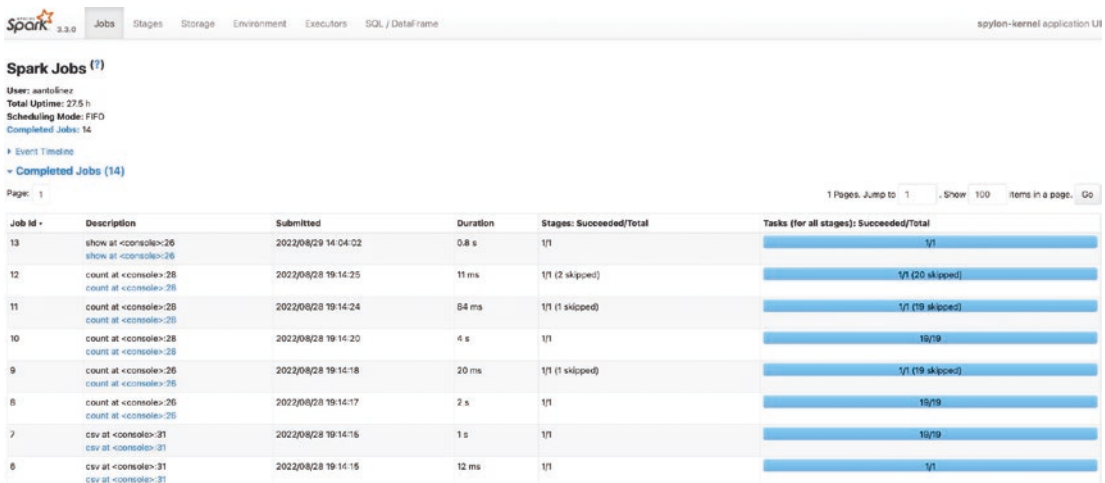 APACHE Spark 3.3.0 Jobs Stages Storage Environment Executors SQL / DataFrame spylon-kernel application UI
Spark Jobs (?)
User: aantolinez
Total Uptime: 27.5 h
Scheduling Mode: FIFO
Completed Jobs: 14
Event Timeline
Completed Jobs (14)
Page: 1 1 Pages. Jump to 1 . Show 100 items in a page. Go
Job Id Description Submitted Duration Stages: Succeeded/Total Tasks (for all stages): Succeeded/Total
13 show at <console>:26 2022/08/29 14:04:02 0.8 s 1/1 1/1
show at <console>:26
12 count at <console>:28 2022/08/28 19:14:25 11 ms 1/1 (2 skipped) 1/1 (20 skipped)
count at <console>:28
11 count at <console>:28 2022/08/28 19:14:24 84 ms 1/1 (1 skipped) 1/1 (19 skipped)
count at <console>:28
10 count at <console>:28 2022/08/28 19:14:20 4 s 1/1 19/19
count at <console>:28
9 count at <console>:26 2022/08/28 19:14:18 20 ms 1/1 (1 skipped) 1/1 (19 skipped)
count at <console>:26
8 count at <console>:26 2022/08/28 19:14:17 2 s 1/1 19/19
count at <console>:26
7 csv at <console>:31 2022/08/28 19:14:15 1 s 1/1 19/19
csv at <console>:31
6 csv at <console>:31 2022/08/28 19:14:15 12 ms 1/1 1/1
csv at <console>:31